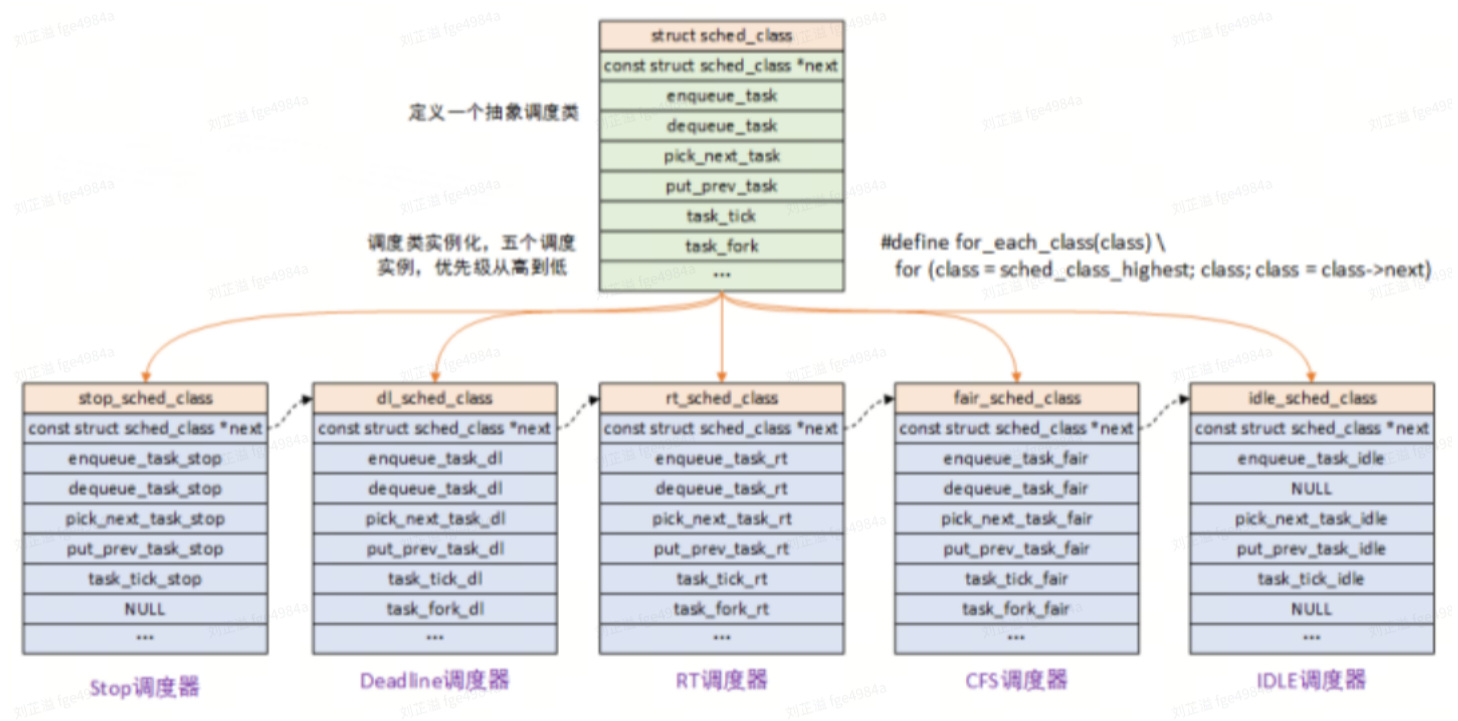 struct sched_class
const struct sched_class *next
enqueue_task
dequeue_task
pick_next_task
put_prev_task
task_tick
task_fork
...
定义一个抽象调度类
调度类实例化，五个调度
实例，优先级从高到低
#define for_each_class(class) \
for (class = sched_class_highest; class; class = class->next)
stop_sched_class
const struct sched_class *next
enqueue_task_stop
dequeue_task_stop
pick_next_task_stop
put_prev_task_stop
task_tick_stop
NULL
...
Stop调度器
dl_sched_class
const struct sched_class *next
enqueue_task_dl
dequeue_task_dl
pick_next_task_dl
put_prev_task_dl
task_tick_dl
task_fork_dl
...
Deadline调度器
rt_sched_class
const struct sched_class *next
enqueue_task_rt
dequeue_task_rt
pick_next_task_rt
put_prev_task_rt
task_tick_rt
task_fork_rt
...
RT调度器
fair_sched_class
const struct sched_class *next
enqueue_task_fair
dequeue_task_fair
pick_next_task_fair
put_prev_task_fair
task_tick_fair
task_fork_fair
...
CFS调度器
idle_sched_class
const struct sched_class *next
enqueue_task_idle
NULL
pick_next_task_idle
put_prev_task_idle
task_tick_idle
NULL
...
IDLE调度器
刘正溢 fge4984a